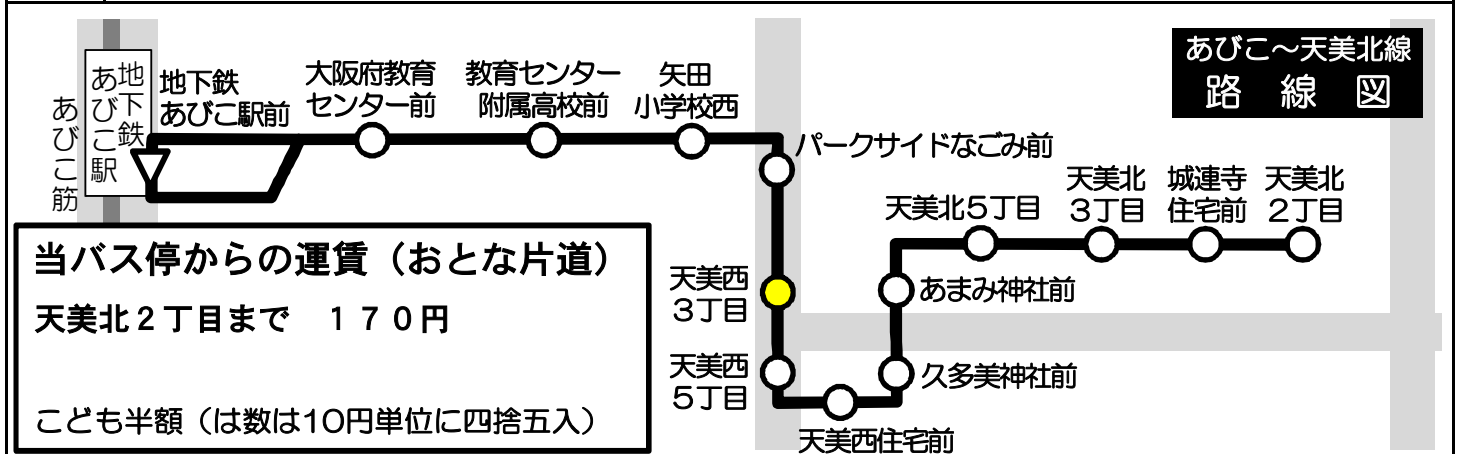 あびこ～天美北線
路線図
あびこ筋
地下鉄
あびこ駅
地下鉄
あびこ駅前
大阪府教育
センター前
教育センター
附属高校前
矢田
小学校西
パークサイドなごみ前
天美西
３丁目
天美西
５丁目
天美西住宅前
久多美神社前
あまみ神社前
天美北５丁目
天美北
３丁目
城連寺
住宅前
天美北
２丁目
当バス停からの運賃（おとな片道）
天美北２丁目まで　１７０円
こども半額（は数は10円単位に四捨五入）